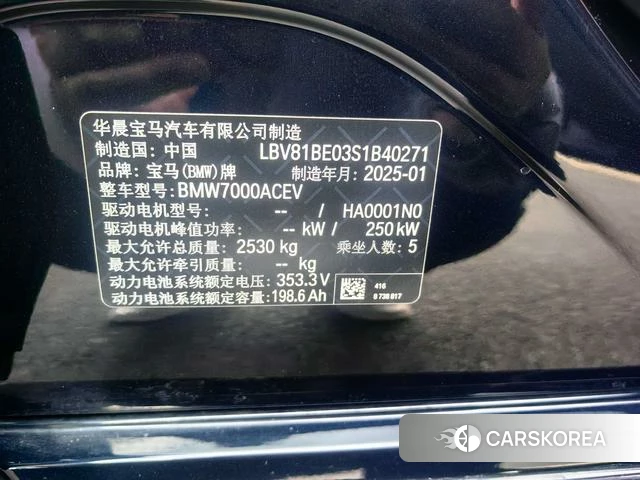 华晨宝马汽车有限公司制造
制造国: 中国 LBV81BE03S1B40271
品牌: 宝马(BMW)牌 制造年月: 2025-01
整车型号: BMW7000ACEV
驱动电机型号: -- / HA0001N0
驱动电机峰值功率: -- kW / 250 kW
最大允许总质量: 2530 kg 乘坐人数: 5
最大允许牵引质量: -- kg
动力电池系统额定电压: 353.3 V
动力电池系统额定容量: 198.6 Ah
416
8 738 817
CARSKOREA